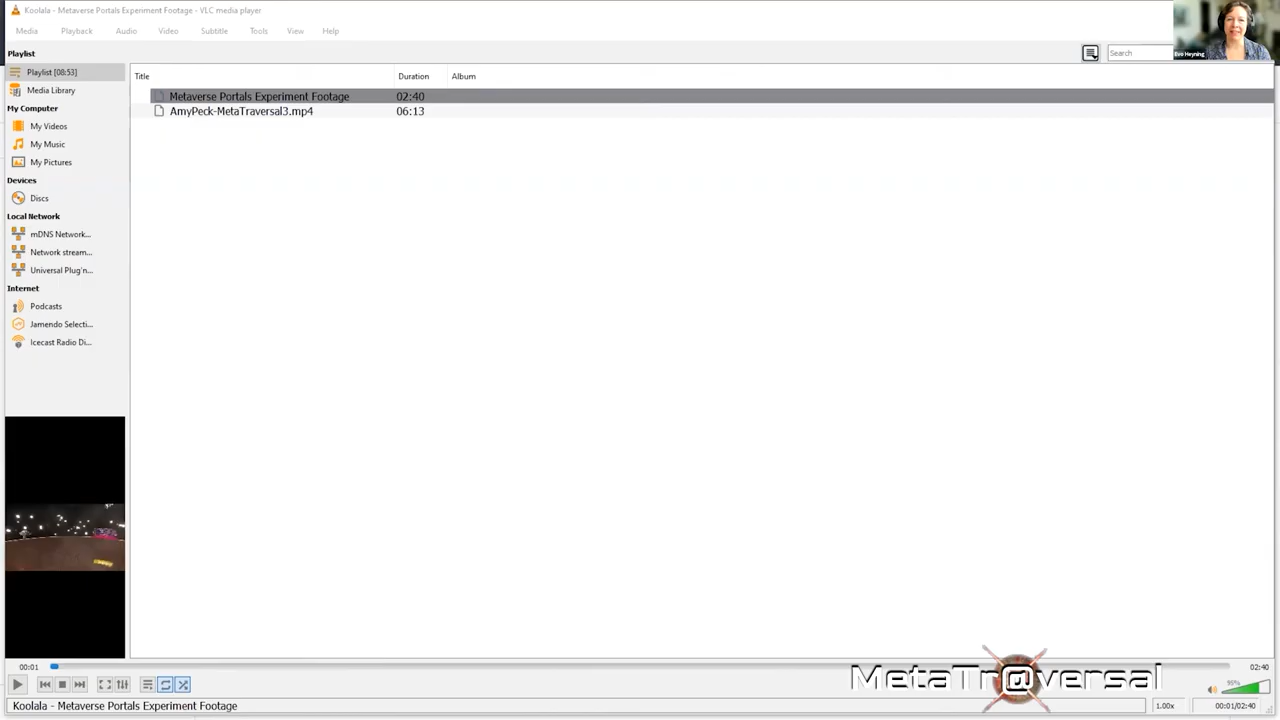 Koolala - Metaverse Portals Experiment Footage - VLC media player
Media Playback Audio Video Subtitle Tools View Help
Playlist
Search
Evo Heyning
Playlist [08:53]
Title Duration Album
Media Library
Metaverse Portals Experiment Footage 02:40
My Computer
AmyPeck-MetaTraversal3.mp4 06:13
My Videos
My Music
My Pictures
Devices
Discs
Local Network
mDNS Network...
Network stream...
Universal Plug'n...
Internet
Podcasts
Jamendo Selecti...
Icecast Radio Di...
00:01 02:40
MetaTr@versal
95%
Koolala - Metaverse Portals Experiment Footage 1.00x 00:01/02:40